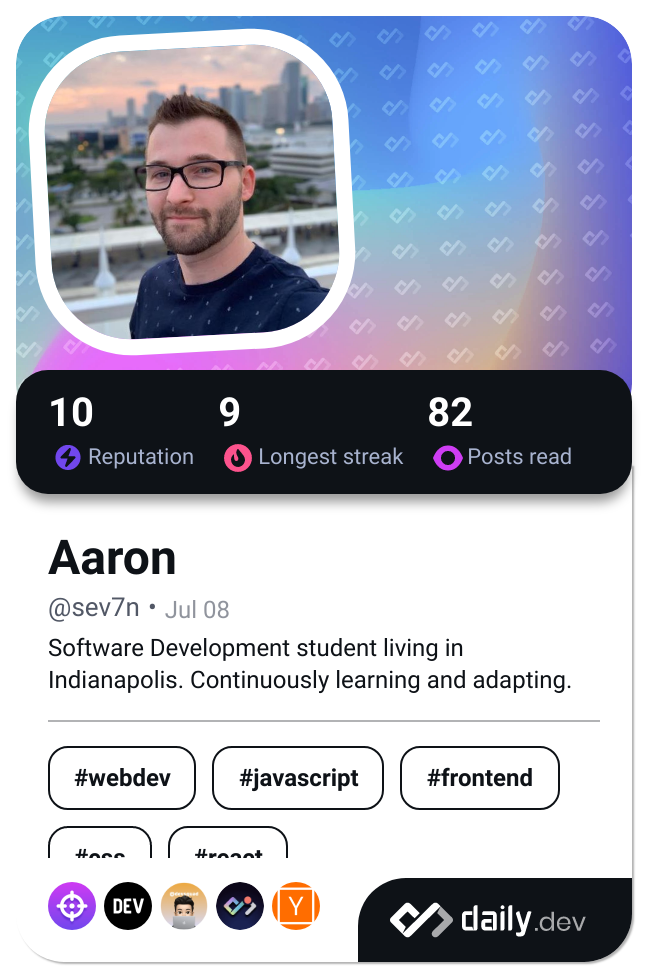 10 9 82
Reputation Longest streak Posts read
Aaron
@sev7n • Jul 08
Software Development student living in
Indianapolis. Continuously learning and adapting.
#webdev #javascript #frontend
#css #react
DEV Y daily.dev